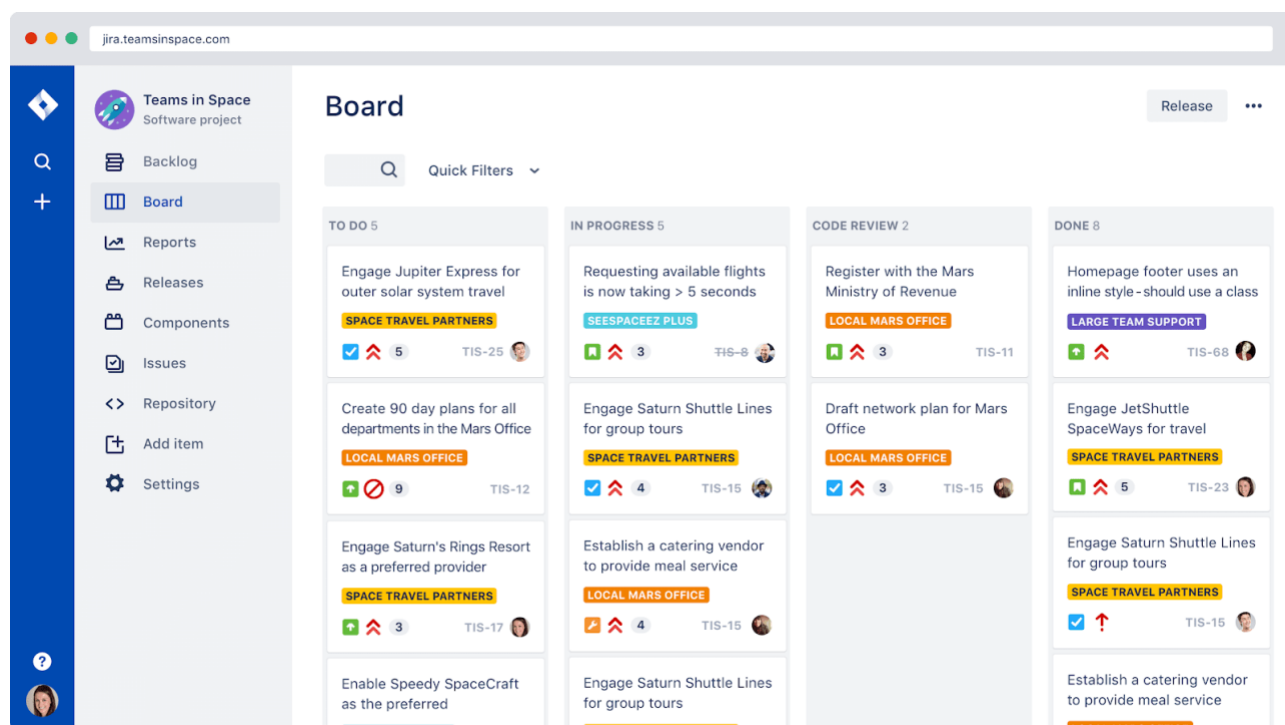 jira.teamsinspace.com
Teams in Space
Software project
Backlog
Board
Reports
Releases
Components
Issues
Repository
Add item
Settings
?
Board
Release
Quick Filters
TO DO 5
Engage Jupiter Express for
outer solar system travel
SPACE TRAVEL PARTNERS
5 TIS-25
Create 90 day plans for all
departments in the Mars Office
LOCAL MARS OFFICE
9 TIS-12
Engage Saturn's Rings Resort
as a preferred provider
SPACE TRAVEL PARTNERS
3 TIS-17
Enable Speedy SpaceCraft
as the preferred
IN PROGRESS 5
Requesting available flights
is now taking > 5 seconds
SEESPACEEZ PLUS
3 TIS-8
Engage Saturn Shuttle Lines
for group tours
SPACE TRAVEL PARTNERS
4 TIS-15
Establish a catering vendor
to provide meal service
LOCAL MARS OFFICE
4 TIS-15
Engage Saturn Shuttle Lines
for group tours
CODE REVIEW 2
Register with the Mars
Ministry of Revenue
LOCAL MARS OFFICE
3 TIS-11
Draft network plan for Mars
Office
LOCAL MARS OFFICE
3 TIS-15
DONE 8
Homepage footer uses an
inline style-should use a class
LARGE TEAM SUPPORT
TIS-68
Engage JetShuttle
SpaceWays for travel
SPACE TRAVEL PARTNERS
5 TIS-23
Engage Saturn Shuttle Lines
for group tours
SPACE TRAVEL PARTNERS
TIS-15
Establish a catering vendor
to provide meal service